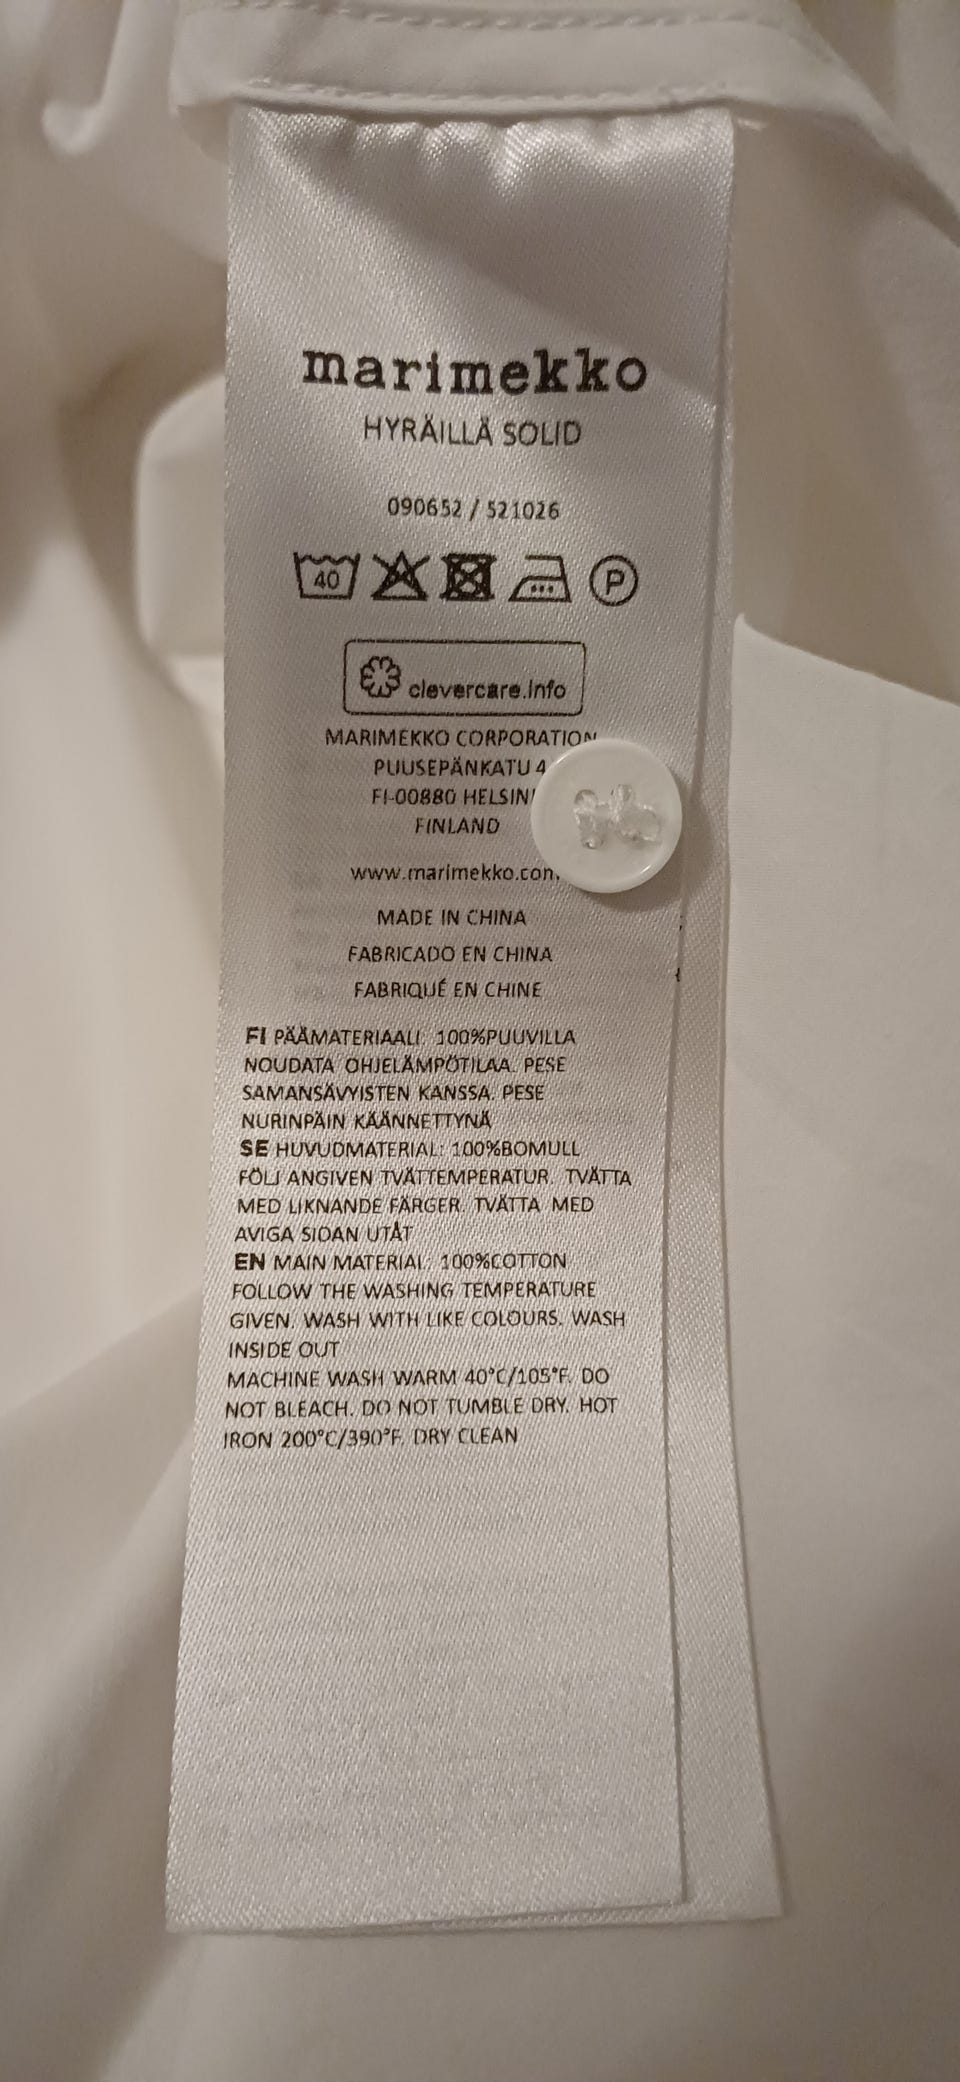 marimekko
HYRÄILLÄ SOLID
090652 / 521026
40 P
clevercare.info
MARIMEKKO CORPORATION
PUUSEPÄNKATU 4
FI-00880
FINLAND
www.marimekko.com
MADE IN CHINA
FABRICADO EN CHINA
FABRIQUÉ EN CHINE
FI PÄÄMATERIAALI: 100%PUUVILLA
NOUDATA OHJELÄMPÖTILAA. PESE
SAMANSÄVYISTEN KANSSA. PESE
NURINPÄIN KÄÄNNETTYNÄ
SE HUVUDMATERIAL: 100%BOMULL
FÖLJ ANGIVEN TVÄTTEMPERATUR. TVÄTTA
MED LIKNANDE FÄRGER. TVÄTTA MED
AVIGA SIDAN UTÅT
EN MAIN MATERIAL: 100%COTTON
FOLLOW THE WASHING TEMPERATURE
GIVEN. WASH WITH LIKE COLOURS. WASH
INSIDE OUT
MACHINE WASH WARM 40°C/105°F. DO
NOT BLEACH. DO NOT TUMBLE DRY. HOT
IRON 200°C/390°F. DRY CLEAN